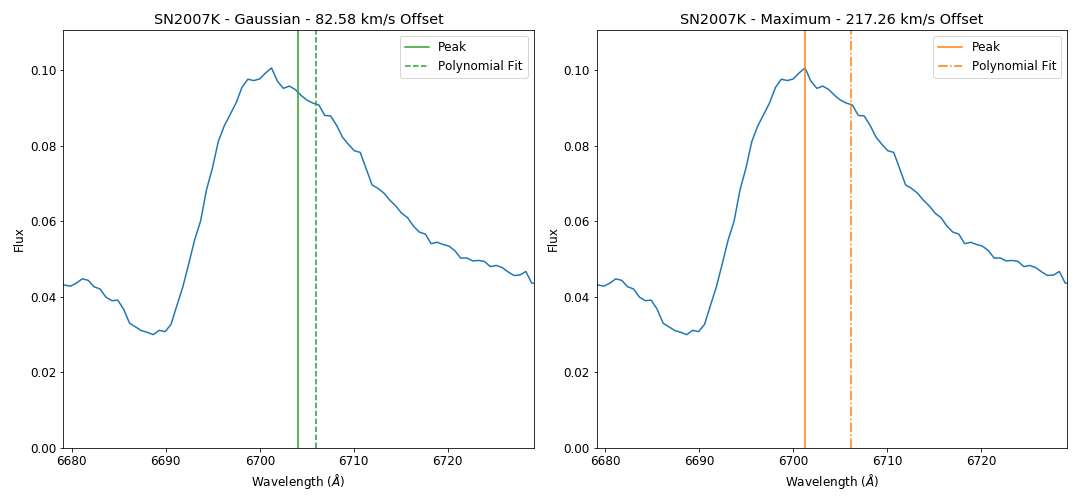 SN2007K - Gaussian - 82.58 km/s Offset
Peak
Polynomial Fit
0.10
0.08
0.06
0.04
0.02
0.00
Flux
6680 6690 6700 6710 6720
Wavelength (Å)
SN2007K - Maximum - 217.26 km/s Offset
Peak
Polynomial Fit
0.10
0.08
0.06
0.04
0.02
0.00
Flux
6680 6690 6700 6710 6720
Wavelength (Å)